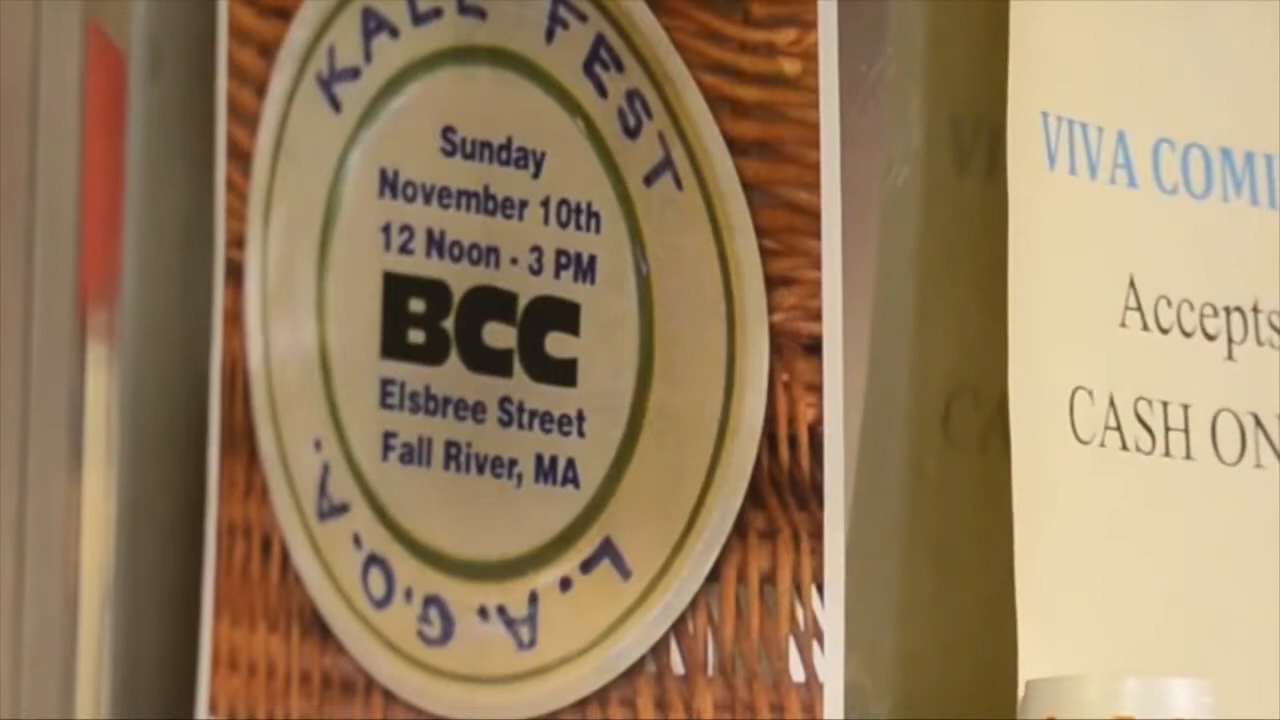 KALE FEST
Sunday
November 10th
12 Noon - 3 PM
BCC
Elsbree Street
Fall River, MA
L.A.G.O.A.
VIVA COMI
Accepts
CASH ON